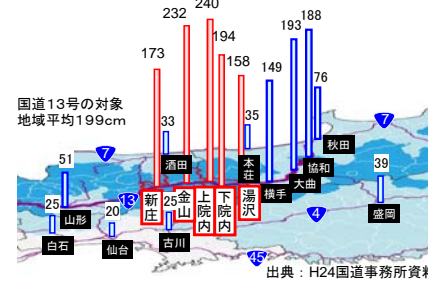 240
232
194
193
188
173
158
149
76
国道13号の対象
地域平均199cm
33
35
7
7
秋田
酒田
本荘
協和
51
大曲
39
横手
13
新庄
金山
上院内
下院内
湯沢
25
山形
20
25
4
盛岡
白石
仙台
古川
45
出典：H24国道事務所資料